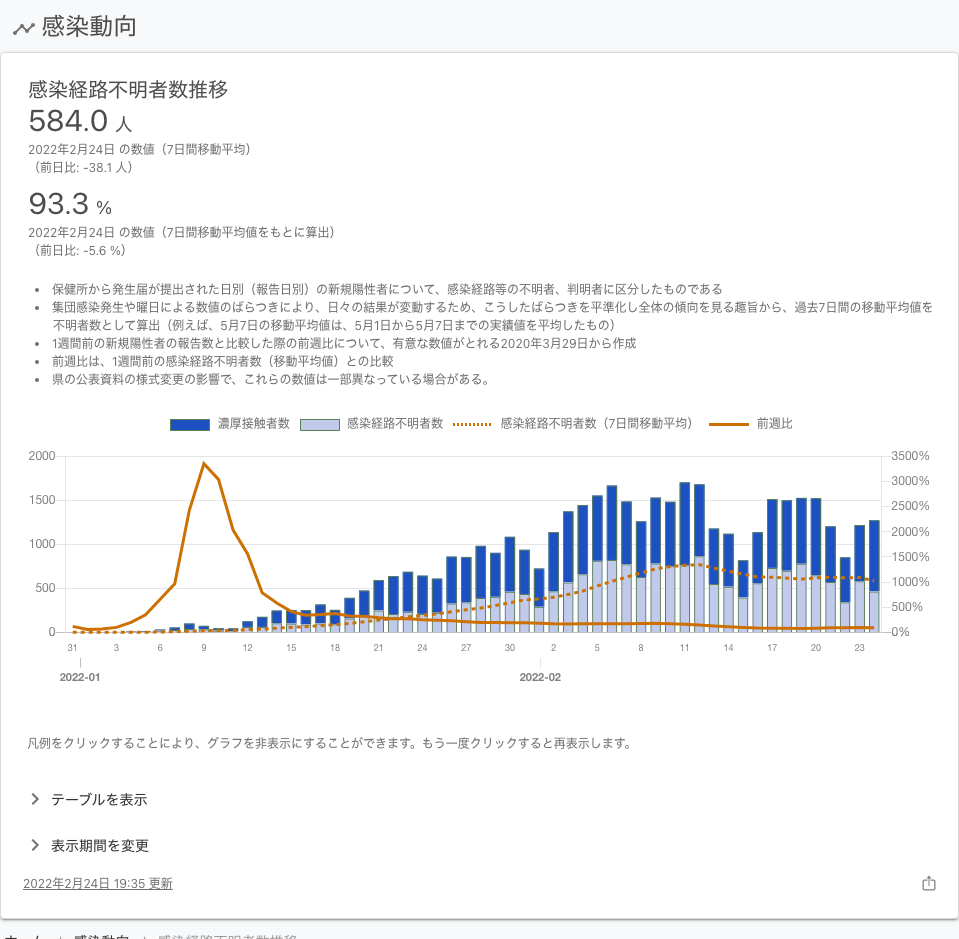 感染動向
感染経路不明者数推移
584.0 人
2022年2月24日 の数値（7日間移動平均）
（前日比: -38.1 人）
93.3 %
2022年2月24日 の数値（7日間移動平均値をもとに算出）
（前日比: -5.6 %）
• 保健所から発生届が提出された日別（報告日別）の新規陽性者について、感染経路等の不明者、判明者に区分したものである
• 集団感染発生や曜日による数値のばらつきにより、日々の結果が変動するため、こうしたばらつきを平準化し全体の傾向を見る趣旨から、過去7日間の移動平均値を
不明者数として算出（例えば、5月7日の移動平均値は、5月1日から5月7日までの実績値を平均したもの）
• 1週間前の新規陽性者の報告数と比較した際の前週比について、有意な数値がとれる2020年3月29日から作成
• 前週比は、1週間前の感染経路不明者数（移動平均値）との比較
• 県の公表資料の様式変更の影響で、これらの数値は一部異なっている場合がある。
濃厚接触者数 感染経路不明者数 感染経路不明者数（7日間移動平均） 前週比
2000 3500%
3000%
1500 2500%
2000%
1000 1500%
1000%
500 500%
0 0%
31 3 6 9 12 15 18 21 24 27 30 2 5 8 11 14 17 20 23
2022-01 2022-02
凡例をクリックすることにより、グラフを非表示にすることができます。もう一度クリックすると再表示します。
テーブルを表示
表示期間を変更
2022年2月24日 19:35 更新
ホーム / 感染動向 / 感染経路不明者数推移